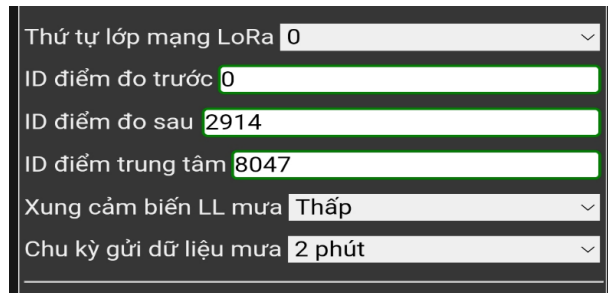 Thứ tự lớp mạng LoRa 0
ID điểm đo trước 0
ID điểm đo sau 2914
ID điểm trung tâm 8047
Xung cảm biến LL mưa Thấp
Chu kỳ gửi dữ liệu mưa 2 phút